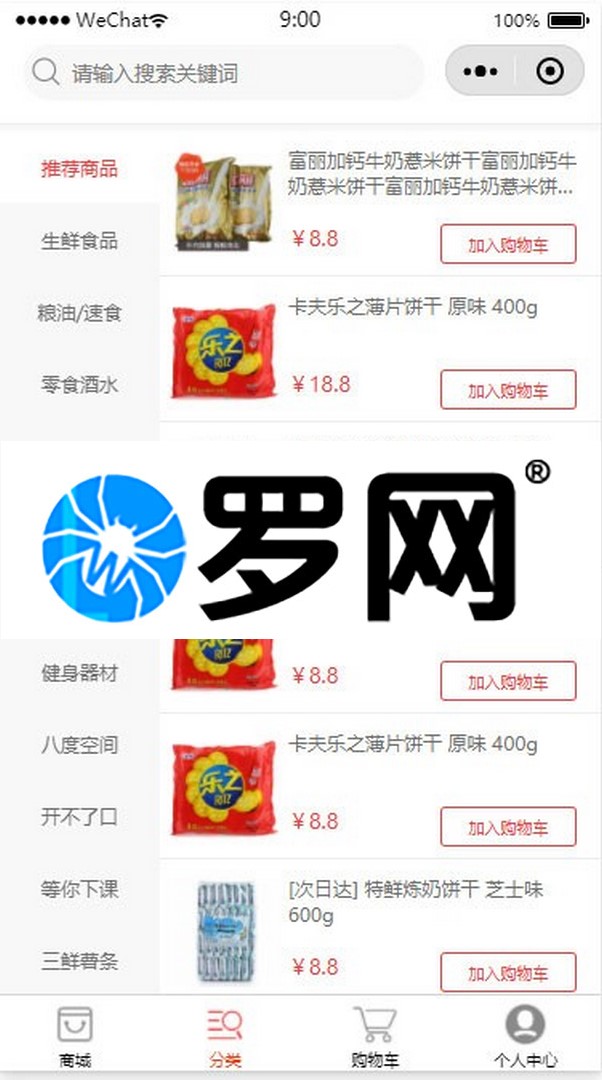 ●●●●● WeChat 9:00 100%
请输入搜索关键词
推荐商品
生鲜食品
粮油/速食
零食酒水
富丽加钙牛奶薏米饼干富丽加钙牛
奶薏米饼干富丽加钙牛奶薏米饼...
¥8.8 加入购物车
卡夫乐之薄片饼干 原味 400g
乐之
¥18.8 加入购物车
罗网®
健身器材
八度空间
开不了口
等你下课
三鲜砻条
¥8.8 加入购物车
卡夫乐之薄片饼干 原味 400g
乐之
¥8.8 加入购物车
[次日达] 特鲜炼奶饼干 芝士味
600g
¥8.8 加入购物车
商城 分类 购物车 个人中心